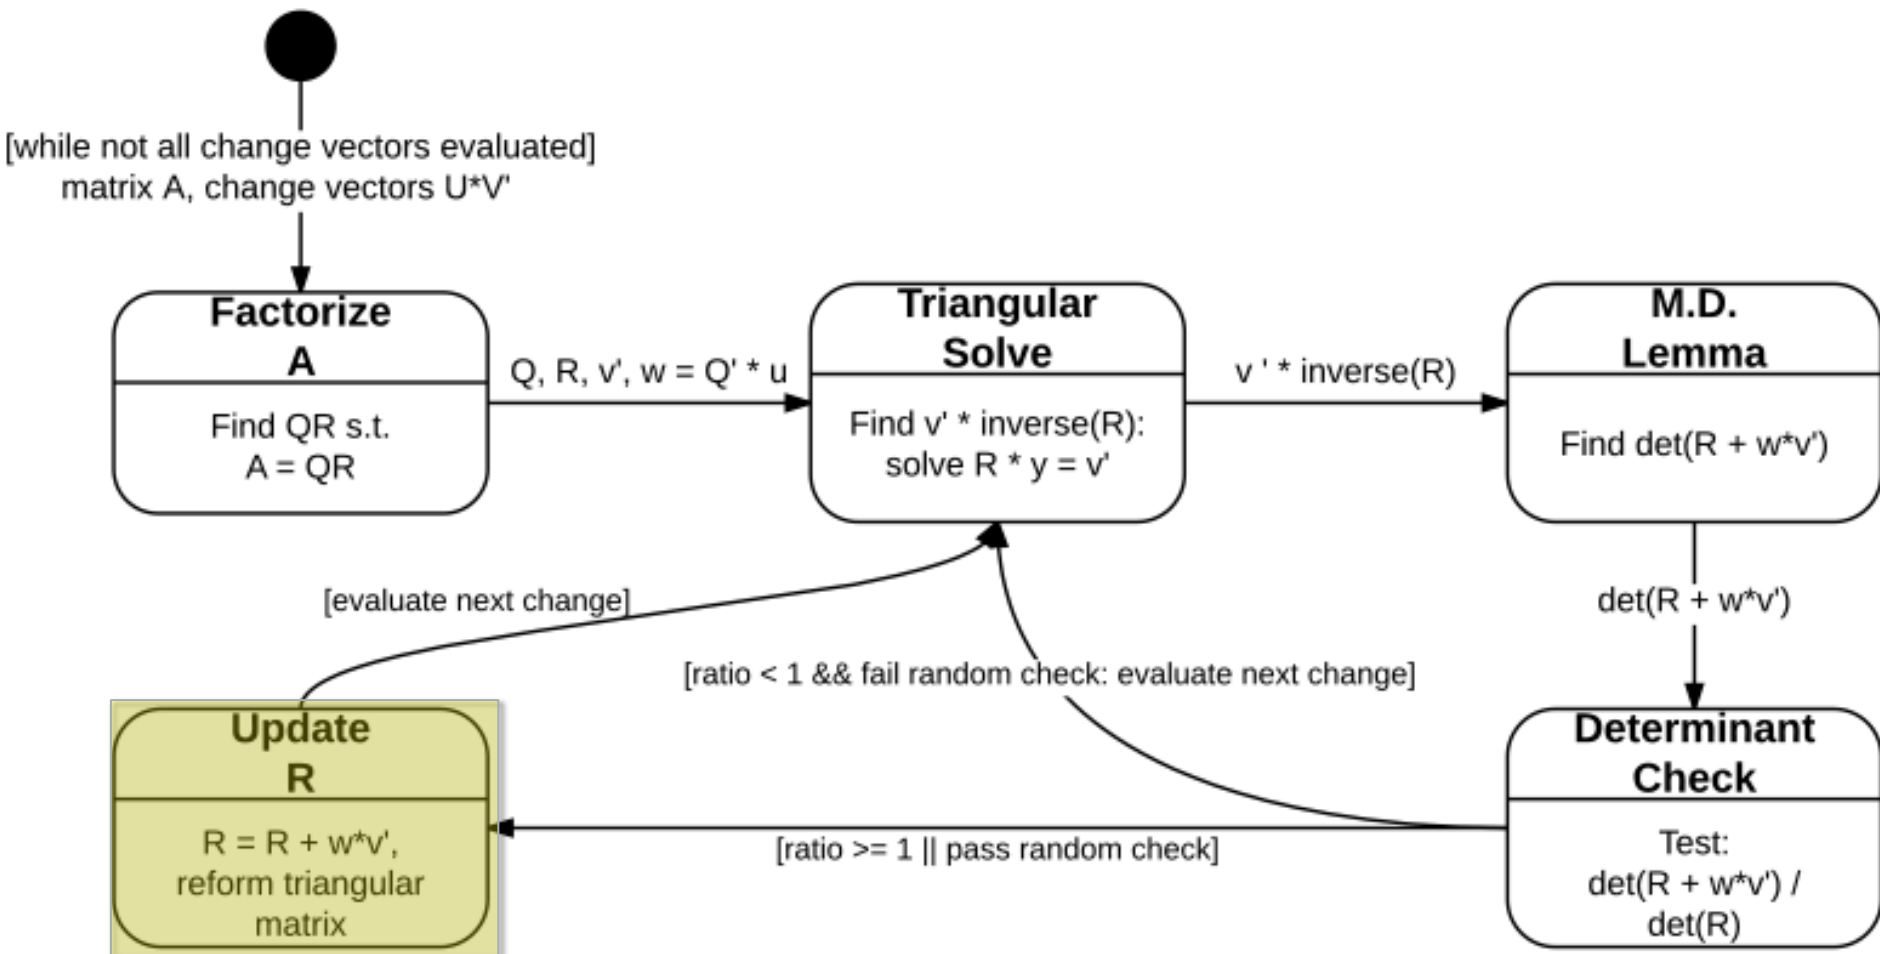 [while not all change vectors evaluated]
matrix A, change vectors U*V'
Factorize
A
Find QR s.t.
A = QR
Q, R, v', w = Q' * u
Triangular
Solve
Find v' * inverse(R):
solve R * y = v'
v ' * inverse(R)
M.D.
Lemma
Find det(R + w*v')
det(R + w*v')
[evaluate next change]
[ratio < 1 && fail random check: evaluate next change]
Update
R
R = R + w*v',
reform triangular
matrix
[ratio >= 1 || pass random check]
Determinant
Check
Test:
det(R + w*v') /
det(R)